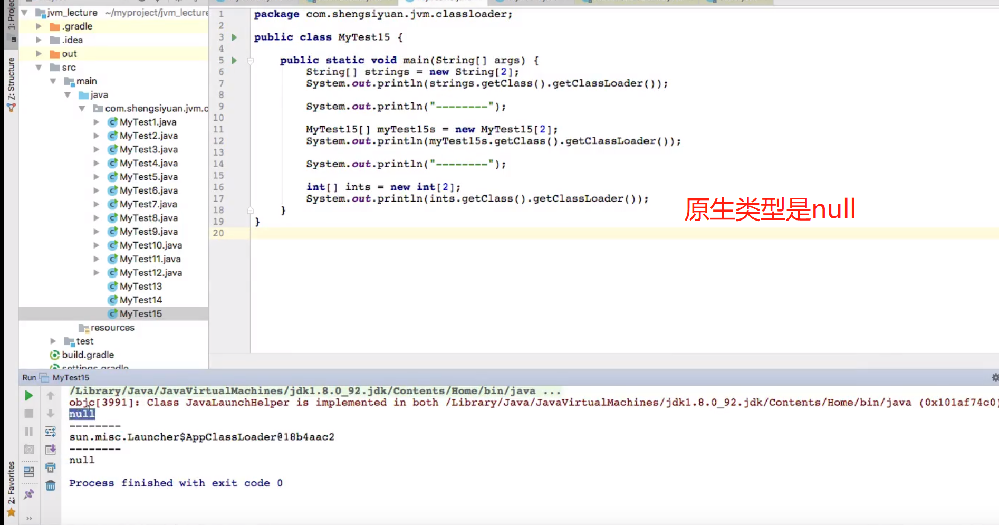 1: Project
Z: Structure
2: Favorites
jvm_lecture ~/myproject/jvm_lecture
.gradle
.idea
out
src
main
java
com.shengsiyuan.jvm.c
MyTest1.java
MyTest2.java
MyTest3.java
MyTest4.java
MyTest5.java
MyTest6.java
MyTest7.java
MyTest8.java
MyTest9.java
MyTest10.java
MyTest11.java
MyTest12.java
MyTest13
MyTest14
MyTest15
resources
test
build.gradle
settings.gradle
1 package com.shengsiyuan.jvm.classloader;
2
3 public class MyTest15 {
4
5 public static void main(String[] args) {
6 String[] strings = new String[2];
7 System.out.println(strings.getClass().getClassLoader());
8
9 System.out.println("--------");
10
11 MyTest15[] myTest15s = new MyTest15[2];
12 System.out.println(myTest15s.getClass().getClassLoader());
13
14 System.out.println("--------");
15
16 int[] ints = new int[2];
17 System.out.println(ints.getClass().getClassLoader());
18 }
19 }
20
原生类型是null
Run MyTest15
/Library/Java/JavaVirtualMachines/jdk1.8.0_92.jdk/Contents/Home/bin/java ...
objc[3991]: Class JavaLaunchHelper is implemented in both /Library/Java/JavaVirtualMachines/jdk1.8.0_92.jdk/Contents/Home/bin/java (0x101af74c0)
null
--------
sun.misc.Launcher$AppClassLoader@18b4aac2
--------
null
Process finished with exit code 0